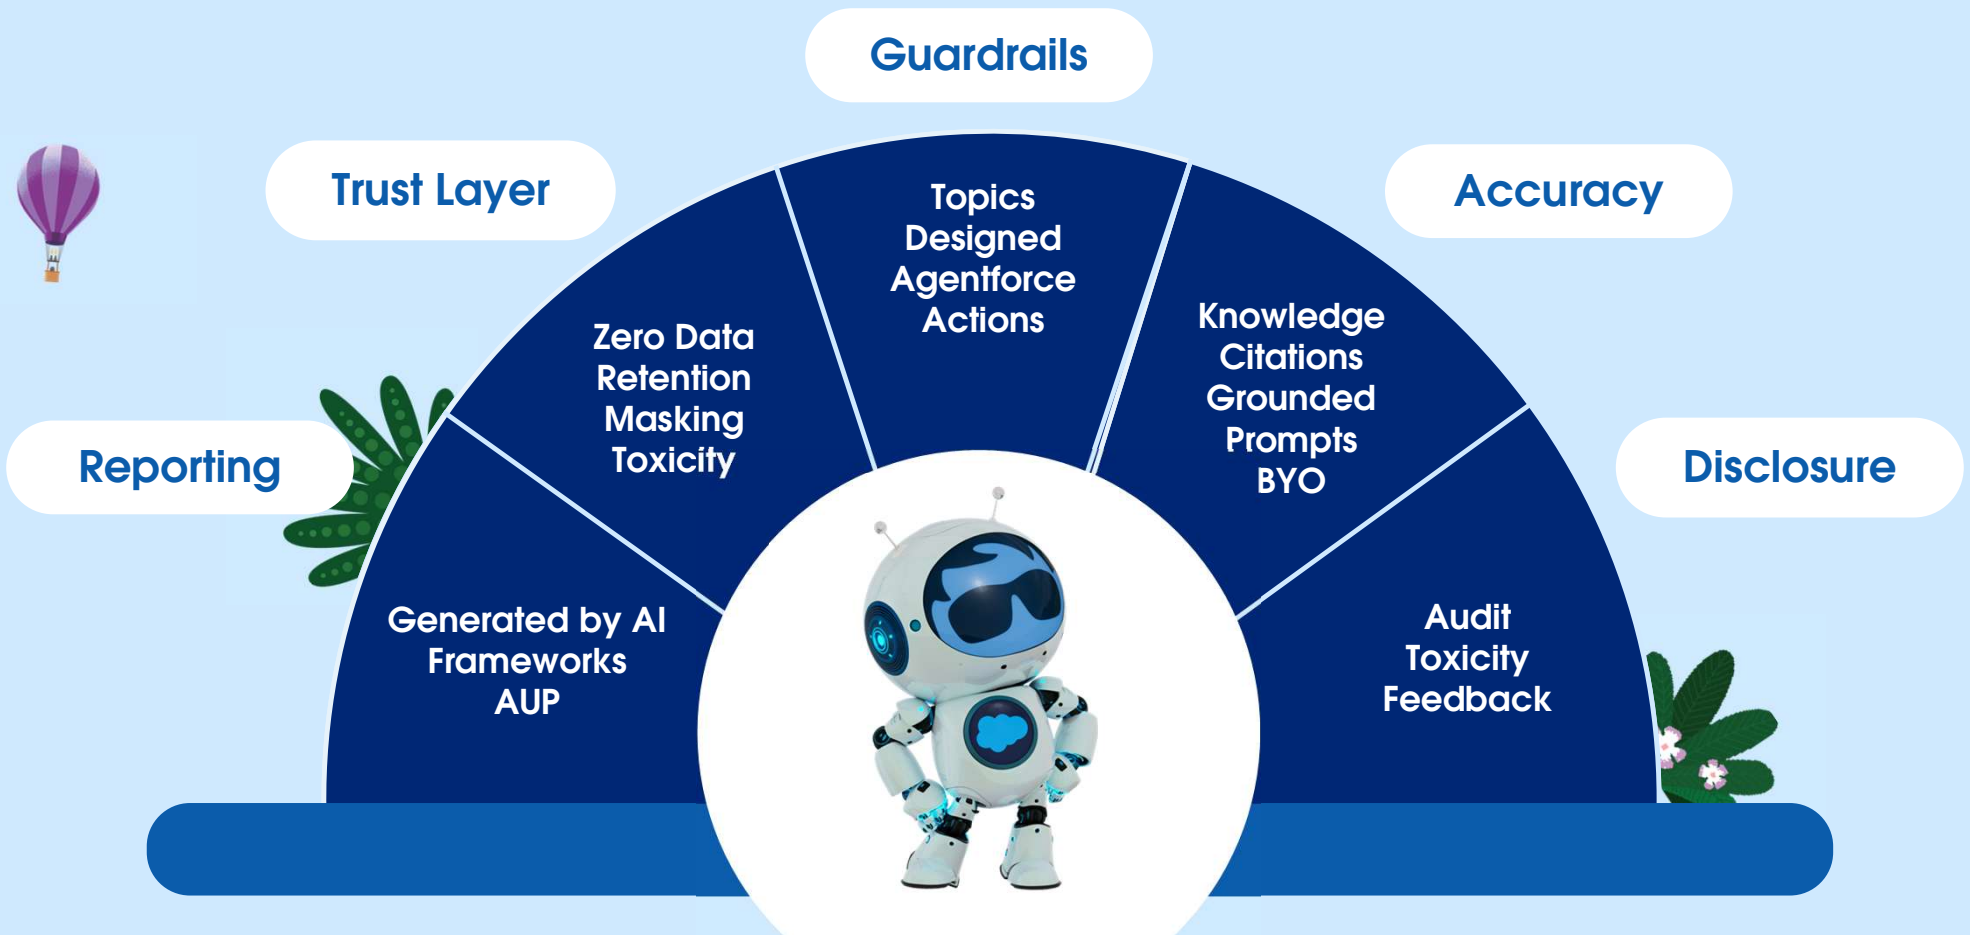 Guardrails
Trust Layer
Accuracy
Reporting
Disclosure
Topics
Designed
Agentforce
Actions
Zero Data
Retention
Masking
Toxicity
Knowledge
Citations
Grounded
Prompts
BYO
Generated by AI
Frameworks
AUP
Audit
Toxicity
Feedback